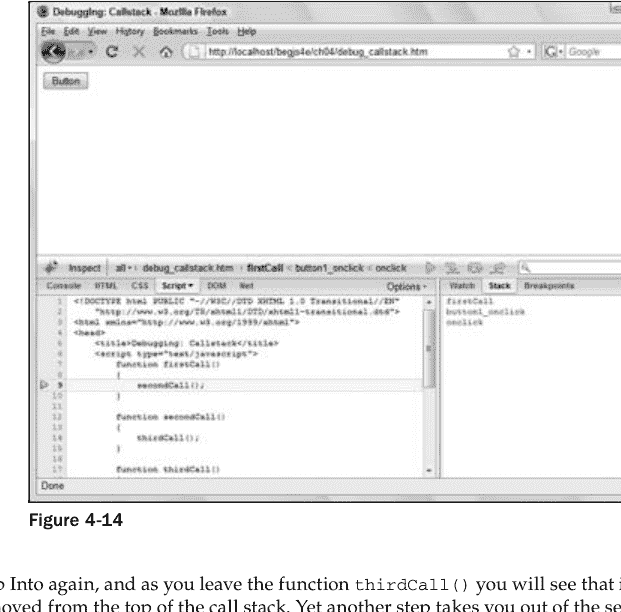 Debugging: Callstack - Mozilla Firefox
File Edit View History Bookmarks Tools Help
http://localhost/begjs4e/ch04/debug_callstack.htm
G Google
Button
Inspect all debug_callstack.htm firstCall < button1_onclick < onclick
Console HTML CSS Script DOM Net Options
Watch Stack Breakpoints
1 <!DOCTYPE html PUBLIC "-//W3C//DTD XHTML 1.0 Transitional//EN"
2 "http://www.w3.org/TR/xhtml1/DTD/xhtml1-transitional.dtd">
3 <html xmlns="http://www.w3.org/1999/xhtml">
4 <head>
5 <title>Debugging: Callstack</title>
6 <script type="text/javascript">
7 function firstCall()
8 {
9 secondCall();
10 }
11
12 function secondCall()
13 {
14 thirdCall();
15 }
16
17 function thirdCall()
firstCall
button1_onclick
onclick
Done
Figure 4-14
p Into again, and as you leave the function thirdCall() you will see that i
oved from the top of the call stack. Yet another step takes you out of the se